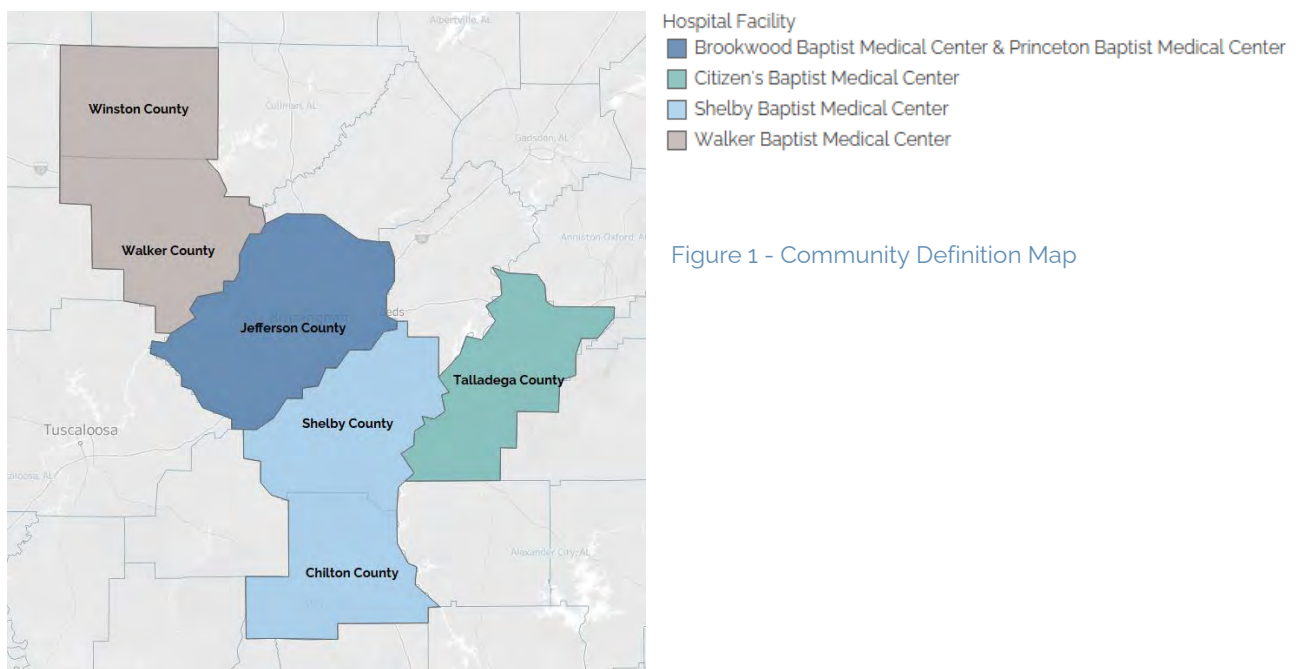 Albertville, AL
Hospital Facility
Brookwood Baptist Medical Center & Princeton Baptist Medical Center
Citizen's Baptist Medical Center
Shelby Baptist Medical Center
Walker Baptist Medical Center
Winston County
Cullman, AL
Gadsden, AL
Walker County
Anniston-Oxford, Al
Figure 1 - Community Definition Map
Jefferson County
Talladega County
Shelby County
Tuscaloosa
caloosa, AL
Alexander City, AL
Chilton County